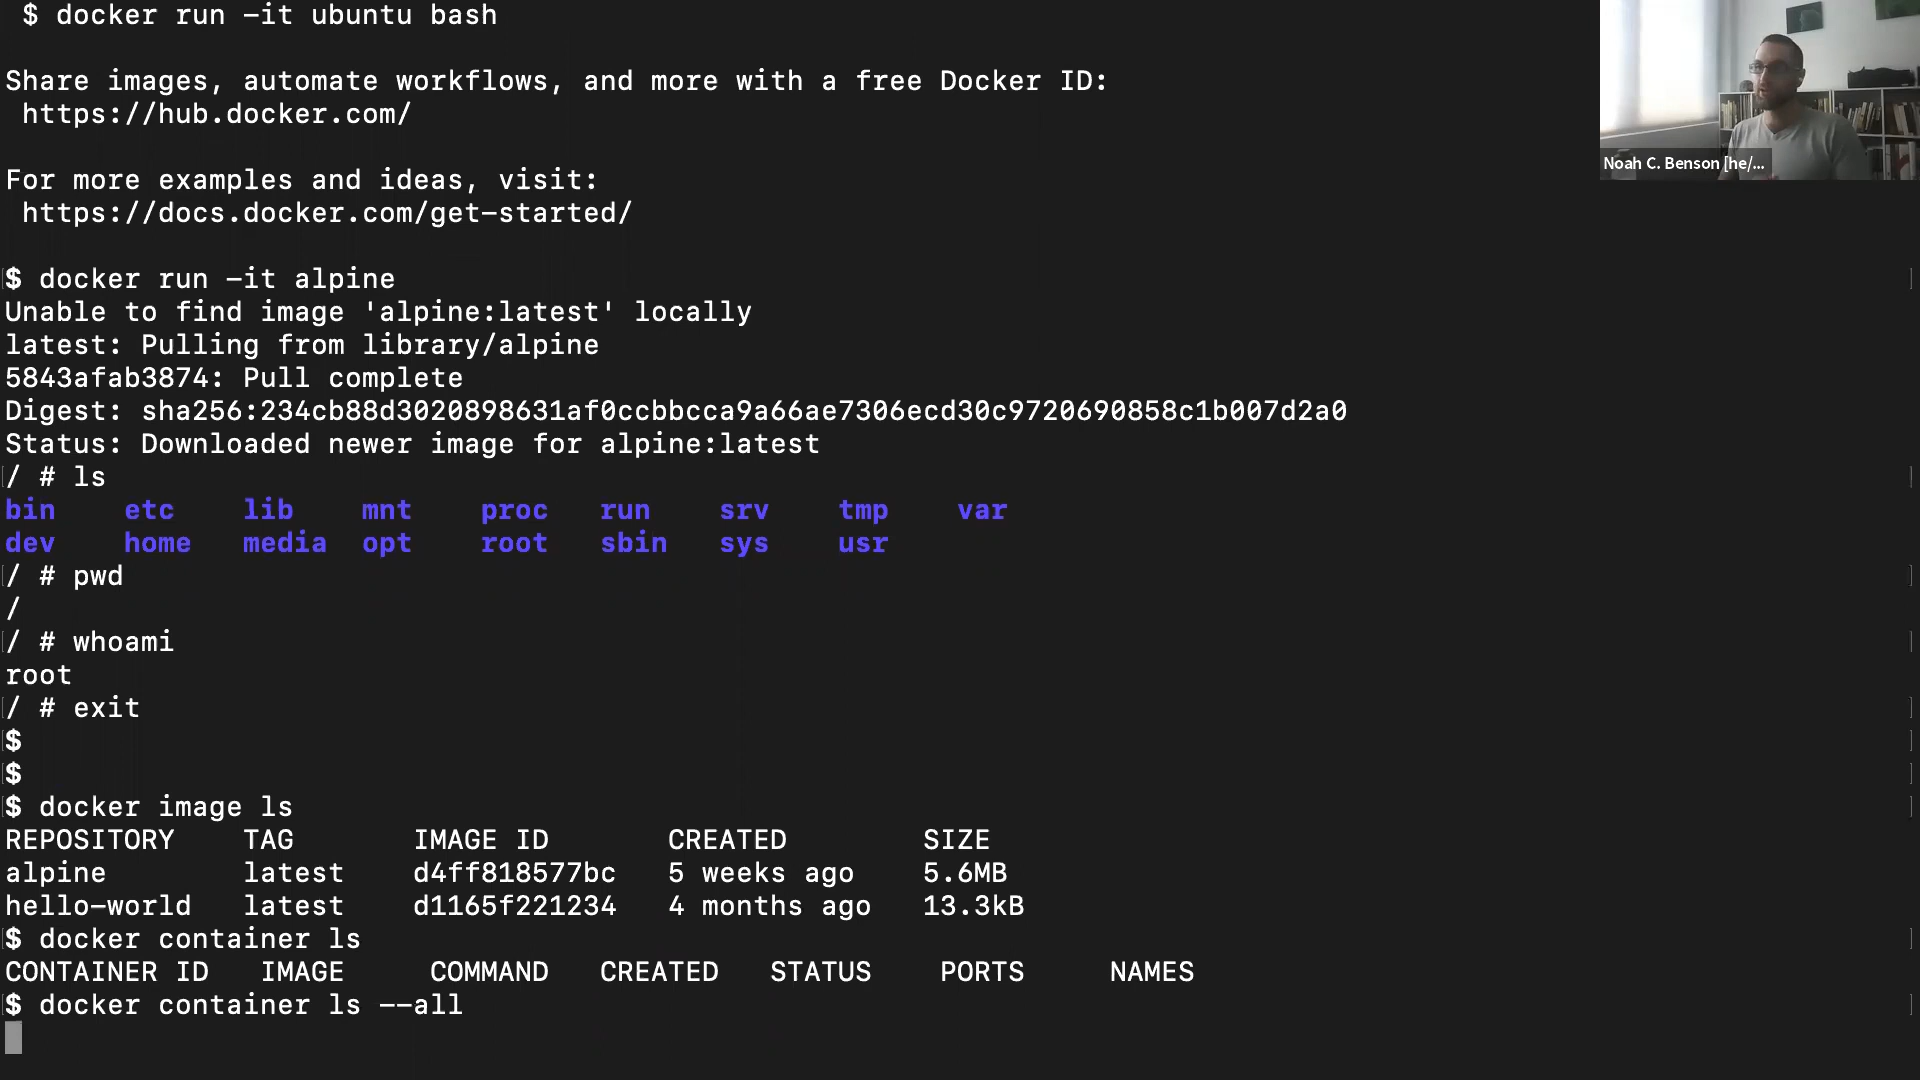 $ docker run -it ubuntu bash
Share images, automate workflows, and more with a free Docker ID:
https://hub.docker.com/
For more examples and ideas, visit:
https://docs.docker.com/get-started/
$ docker run -it alpine
Unable to find image 'alpine:latest' locally
latest: Pulling from library/alpine
5843afab3874: Pull complete
Digest: sha256:234cb88d3020898631af0ccbbcca9a66ae7306ecd30c9720690858c1b007d2a0
Status: Downloaded newer image for alpine:latest
/ # ls
bin etc lib mnt proc run srv tmp var
dev home media opt root sbin sys usr
/ # pwd
/
/ # whoami
root
/ # exit
$
$
$ docker image ls
REPOSITORY TAG IMAGE ID CREATED SIZE
alpine latest d4ff818577bc 5 weeks ago 5.6MB
hello-world latest d1165f221234 4 months ago 13.3kB
$ docker container ls
CONTAINER ID IMAGE COMMAND CREATED STATUS PORTS NAMES
$ docker container ls --all
Noah C. Benson [he/...